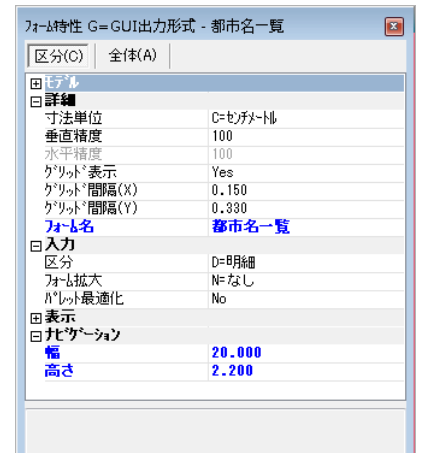 ﾌｫｰﾑ特性 G=GUI出力形式 - 都市名一覧
区分(C) 全体(A)
ﾓﾃﾞﾙ
詳細
寸法単位 C=ｾﾝﾁﾒｰﾄﾙ
垂直精度 100
水平精度 100
ｸﾞﾘｯﾄﾞ表示 Yes
ｸﾞﾘｯﾄﾞ間隔(X) 0.150
ｸﾞﾘｯﾄﾞ間隔(Y) 0.330
ﾌｫｰﾑ名 都市名一覧
入力
区分 D=明細
ﾌｫｰﾑ拡大 N=なし
ﾊﾟﾚｯﾄ最適化 No
表示
ﾅﾋﾞｹﾞｰｼｮﾝ
幅 20.000
高さ 2.200